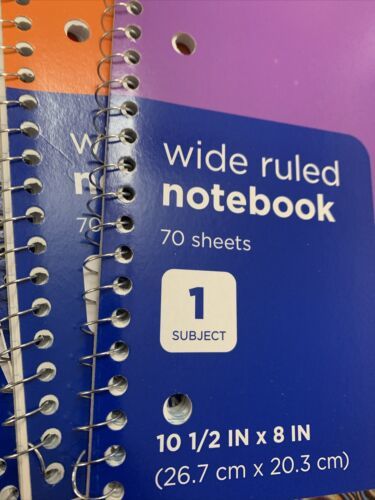 wide ruled
notebook
70 sheets
1
SUBJECT
10 1/2 IN x 8 IN
(26.7 cm x 20.3 cm)
w
n
70